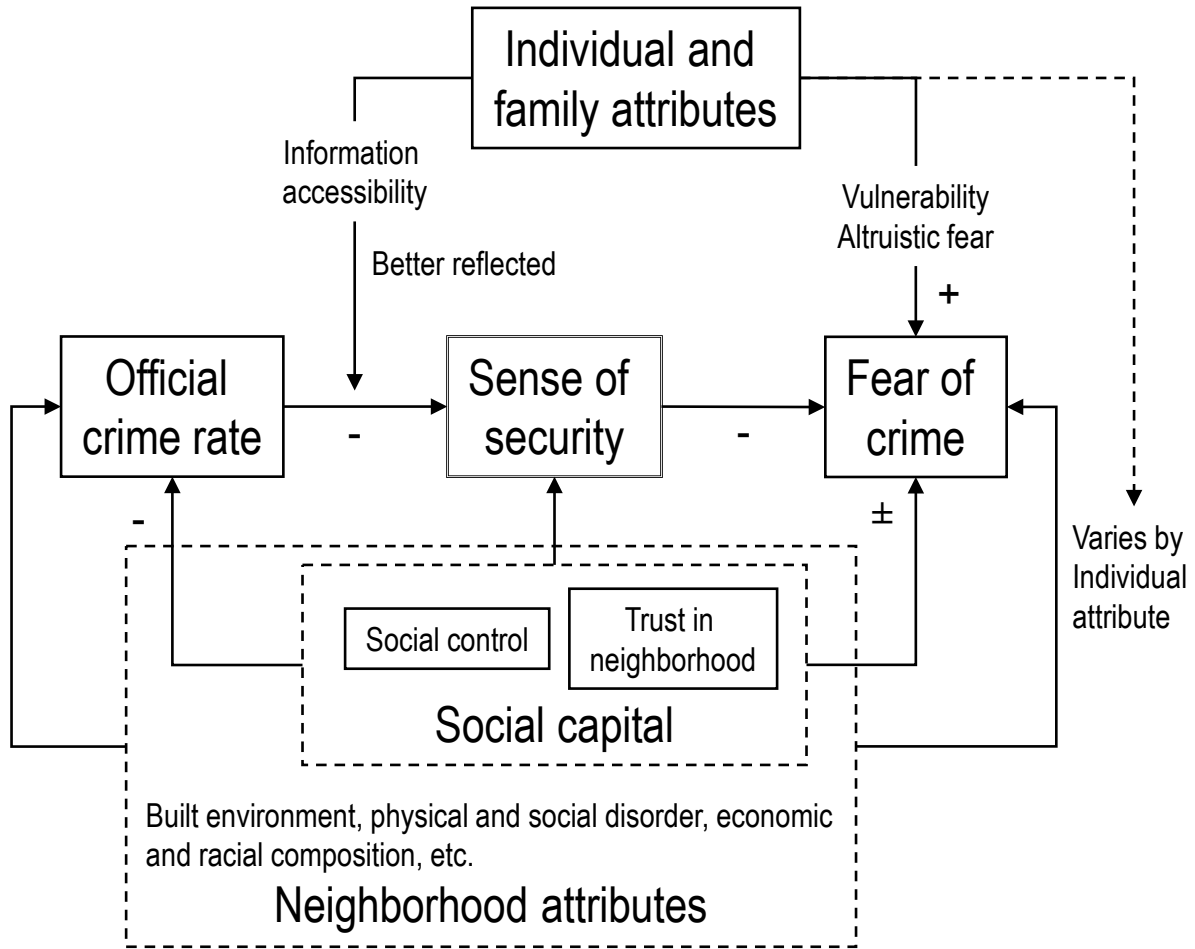 Individual and
family attributes
Information
accessibility
Better reflected
Vulnerability
Altruistic fear
+
Official
crime rate
-
Sense of
security
-
Fear of
crime
-
±
Varies by
Individual
attribute
Social control
Trust in
neighborhood
Social capital
Built environment, physical and social disorder, economic
and racial composition, etc.
Neighborhood attributes